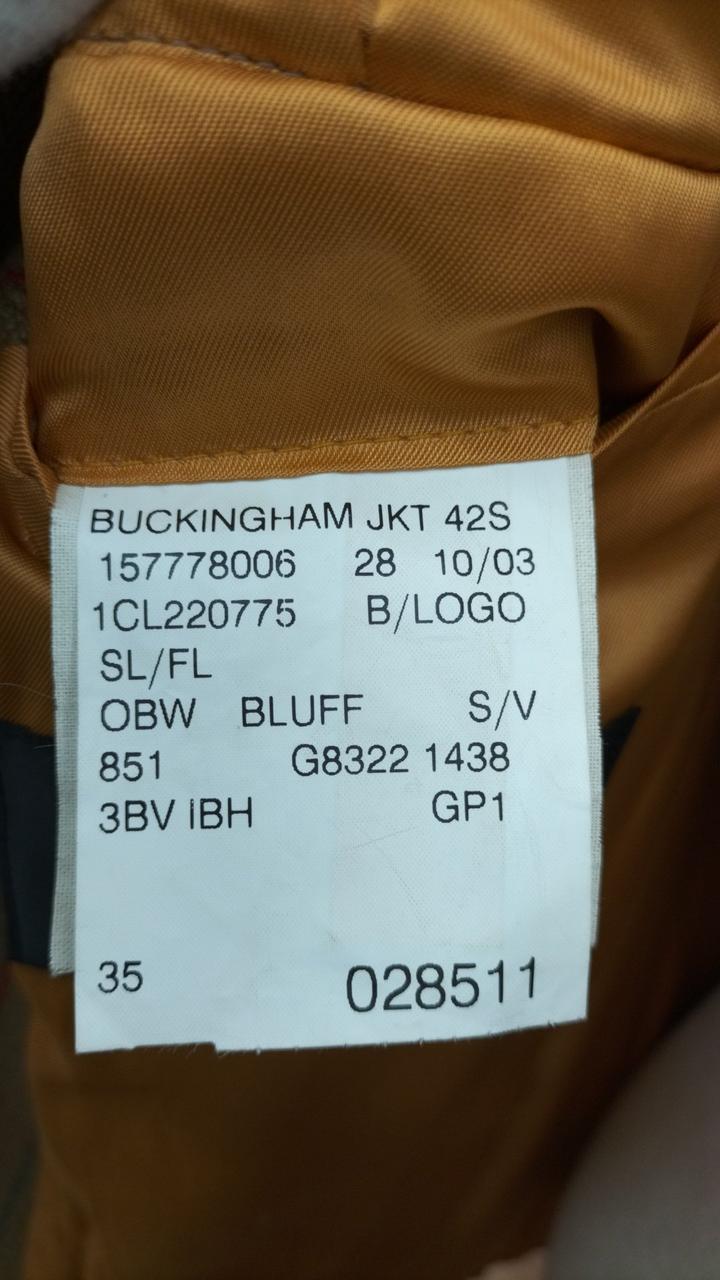 BUCKINGHAM JKT 42S
157778006 28 10/03
1CL220775 B/LOGO
SL/FL
OBW BLUFF S/V
851 G8322 1438
3BV IBH GP1
35 028511